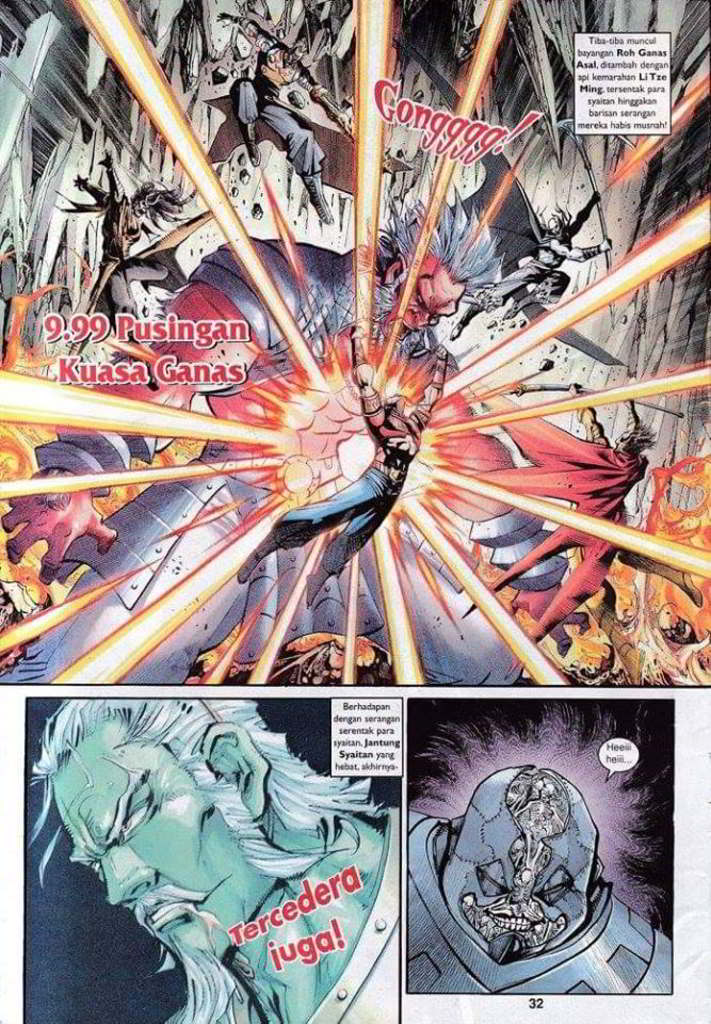 Tiba-tiba muncul
bayangan Roh Ganas
Asal, ditambah dengan
api kemarahan Li Tze
Ming, tersentak para
syaitan hinggakan
barisan serangan
mereka habis musnah!
Gongggg!
9.99 Pusingan
Kuasa Ganas
Berhadapan
dengan serangan
serentak para
syaitan, Jantung
Syaitan yang
hebat, akhirnya-
Tercedera
juga!
Heeiii
heiii...
32